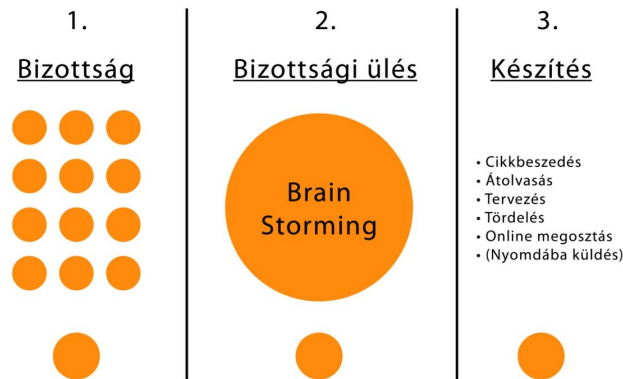 1.
Bizottság
2.
Bizottsági ülés
Brain
Storming
3.
Készítés
• Cikkbeszedés
• Átolvasás
• Tervezés
• Tördelés
• Online megosztás
• (Nyomdába küldés)